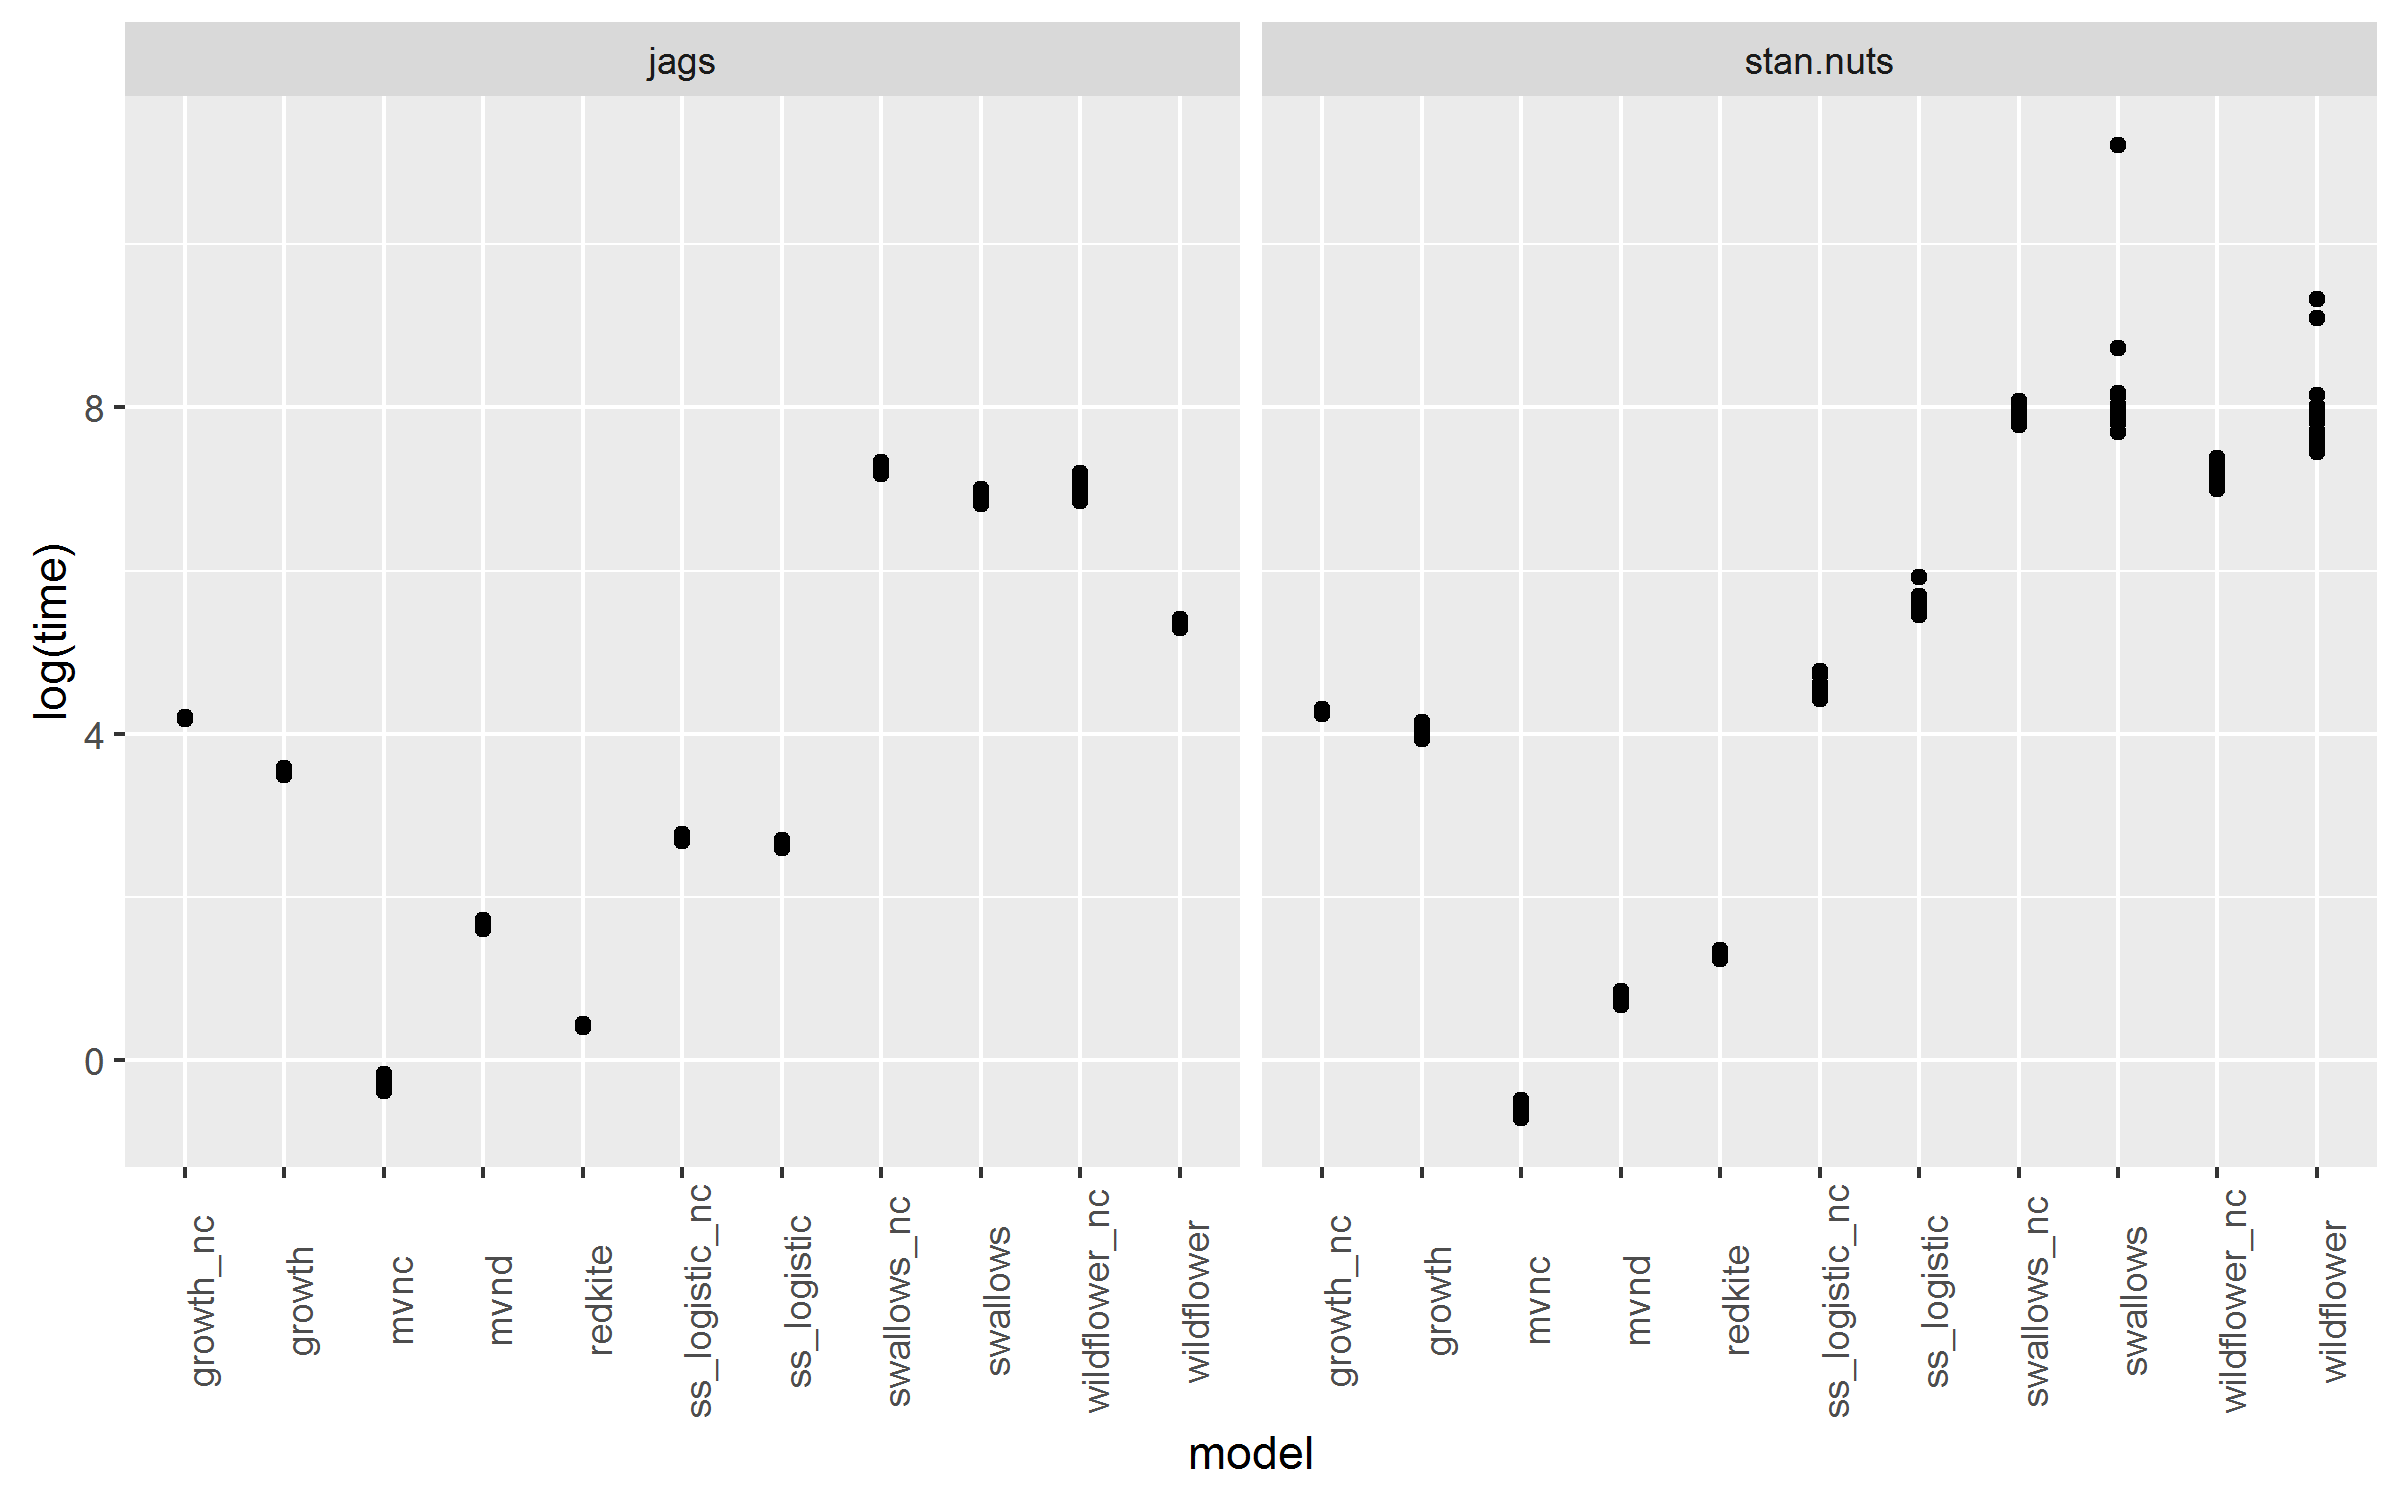 jags
stan.nuts
log(time)
8
4
0
growth_nc
growth
mvnc
mvnd
redkite
ss_logistic_nc
ss_logistic
swallows_nc
swallows
wildflower_nc
wildflower
growth_nc
growth
mvnc
mvnd
redkite
ss_logistic_nc
ss_logistic
swallows_nc
swallows
wildflower_nc
wildflower
model